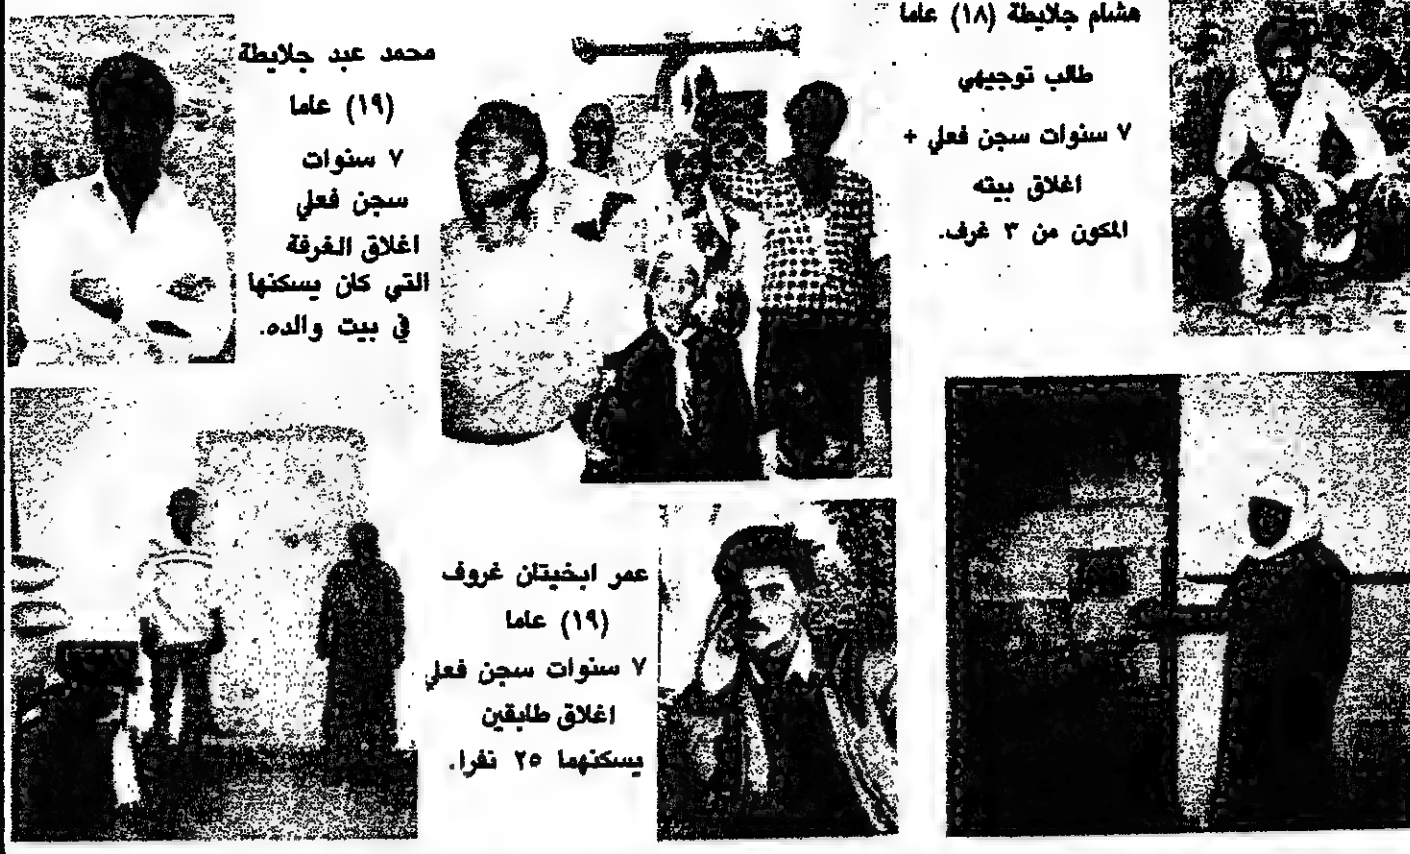 هشام جلايطة (١٨) عاما
طالب توجيهي
٧ سنوات سجن فعلي +
اغلاق بيته
المكون من ٣ غرف.
محمد عبد جلايطة
(١٩) عاما
٧ سنوات
سجن فعلي
اغلاق الغرفة
التي كان يسكنها
في بيت والده.
عمر ابخيتان غروف
(١٩) عاما
٧ سنوات سجن فعلي
اغلاق طابقين
يسكنهما ٢٥ نفرا.